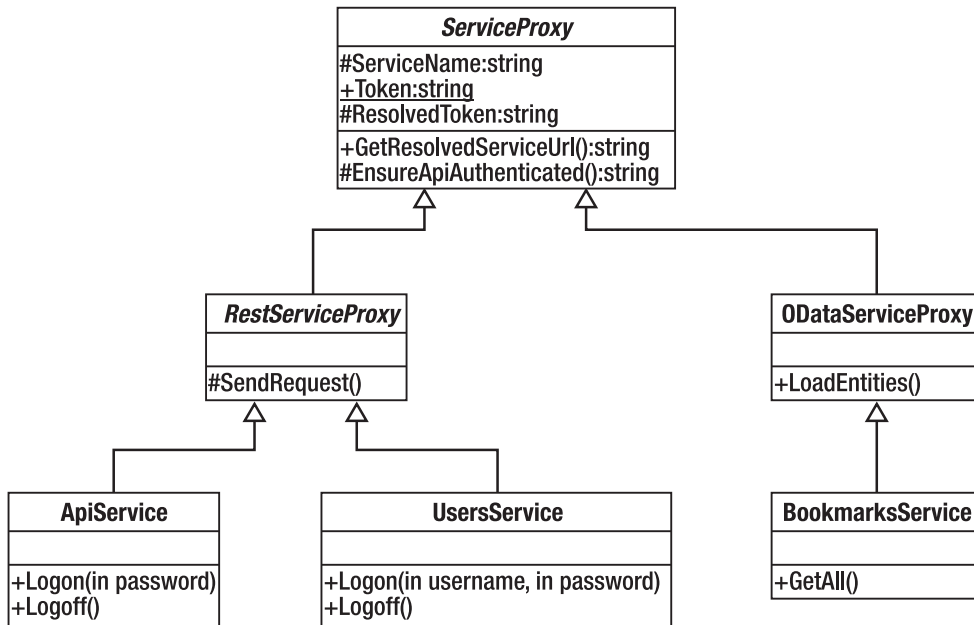 ServiceProxy
#ServiceName:string
+Token:string
#ResolvedToken:string
+GetResolvedServiceUrl():string
#EnsureApiAuthenticated():string
RestServiceProxy
#SendRequest()
ODataServiceProxy
+LoadEntities()
ApiService
+Logon(in password)
+Logoff()
UsersService
+Logon(in username, in password)
+Logoff()
BookmarksService
+GetAll()